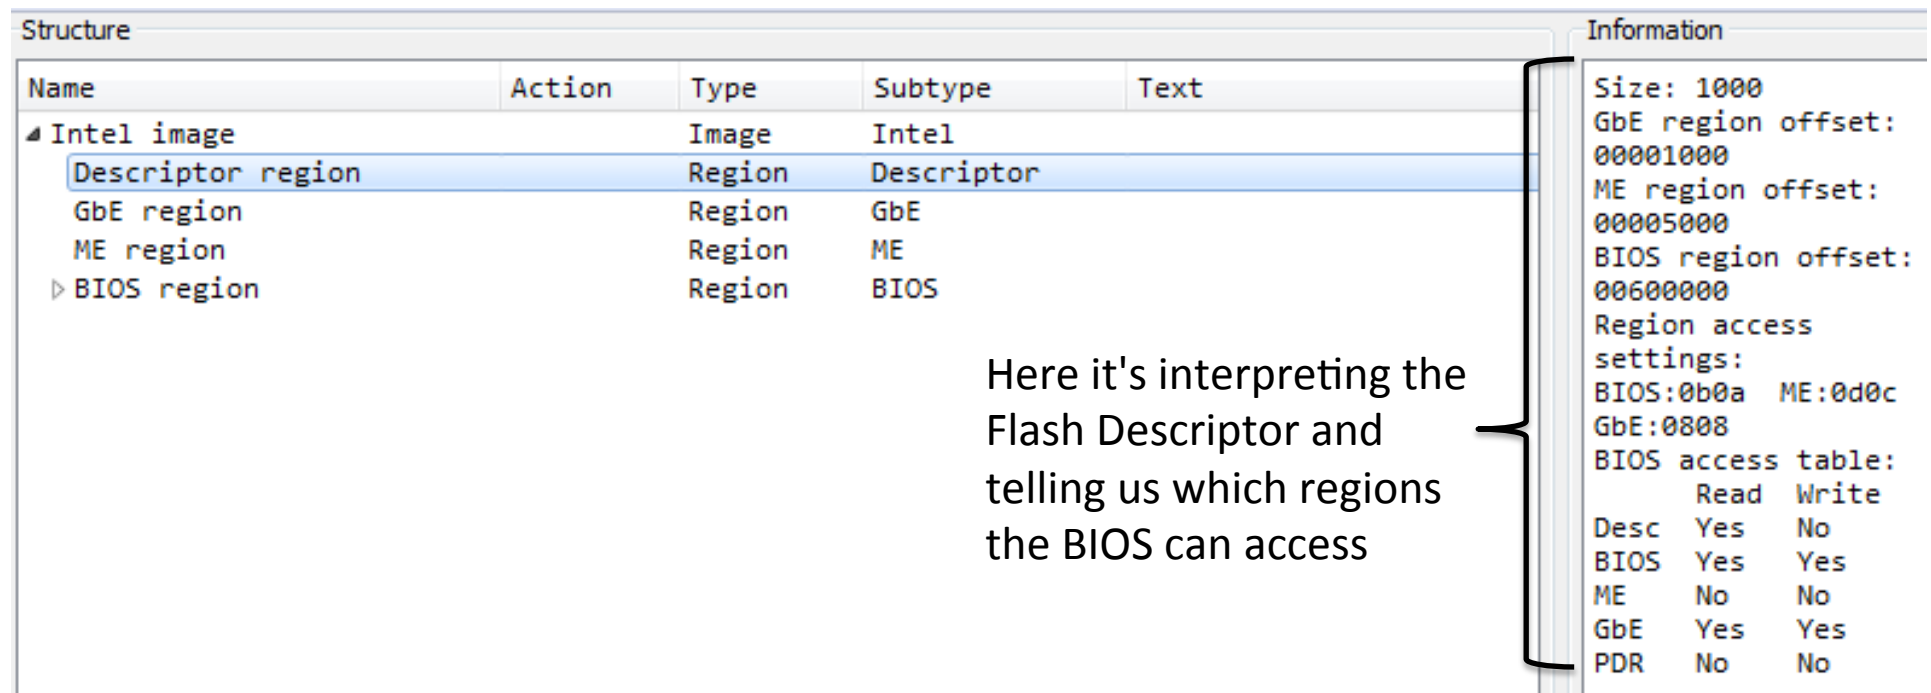 Structure
Name Action Type Subtype Text
Intel image Image Intel
Descriptor region Region Descriptor
GbE region Region GbE
ME region Region ME
BIOS region Region BIOS
Here it's interpreting the
Flash Descriptor and
telling us which regions
the BIOS can access
Information
Size: 1000
GbE region offset:
00001000
ME region offset:
00005000
BIOS region offset:
00600000
Region access
settings:
BIOS:0b0a ME:0d0c
GbE:0808
BIOS access table:
Read Write
Desc Yes No
BIOS Yes Yes
ME No No
GbE Yes Yes
PDR No No